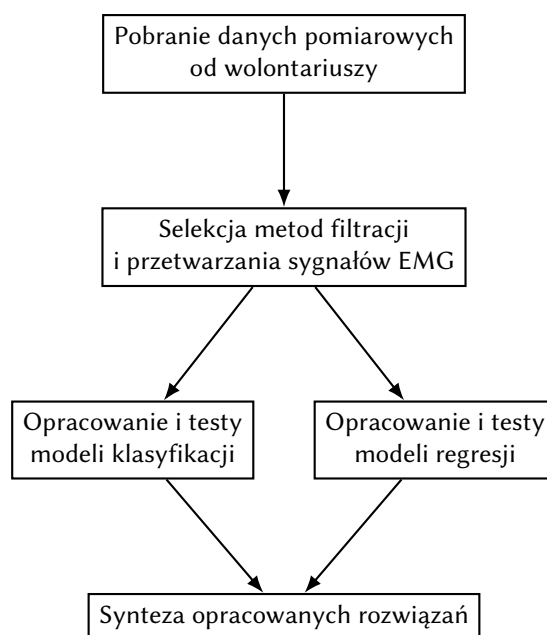 Pobranie danych pomiarowych
od wolontariuszy
Selekcja metod filtracji
i przetwarzania sygnałów EMG
Opracowanie i testy
modeli klasyfikacji
Opracowanie i testy
modeli regresji
Synteza opracowanych rozwiązań